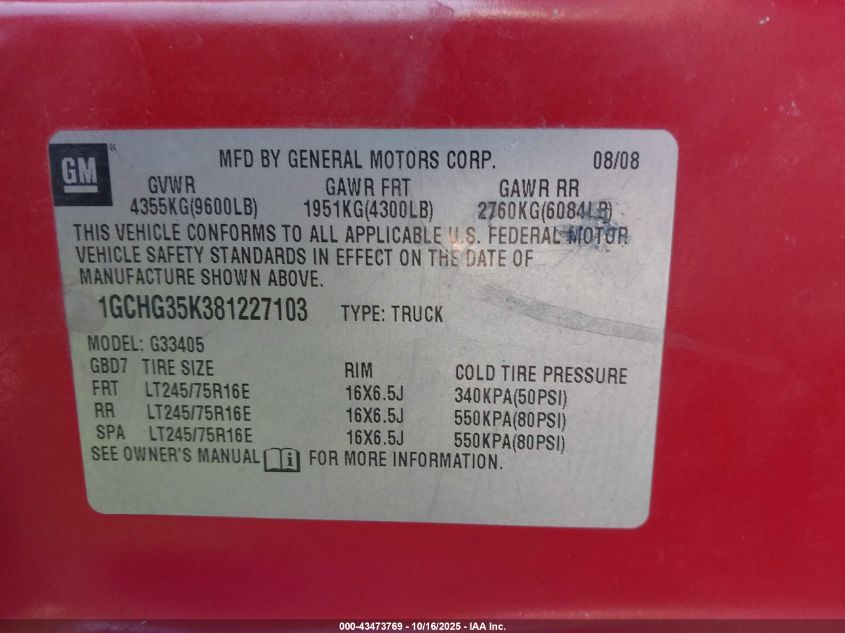 GM ®
MFD BY GENERAL MOTORS CORP. 08/08
GVWR GAWR FRT GAWR RR
4355KG(9600LB) 1951KG(4300LB) 2760KG(6084LB)
THIS VEHICLE CONFORMS TO ALL APPLICABLE U.S. FEDERAL MOTOR
VEHICLE SAFETY STANDARDS IN EFFECT ON THE DATE OF
MANUFACTURE SHOWN ABOVE.
1GCHG35K381227103 TYPE: TRUCK
MODEL: G33405
GBD7 TIRE SIZE RIM COLD TIRE PRESSURE
FRT LT245/75R16E 16X6.5J 340KPA(50PSI)
RR LT245/75R16E 16X6.5J 550KPA(80PSI)
SPA LT245/75R16E 16X6.5J 550KPA(80PSI)
SEE OWNER'S MANUAL i FOR MORE INFORMATION.
000-43473769 - 10/16/2025 - IAA Inc.